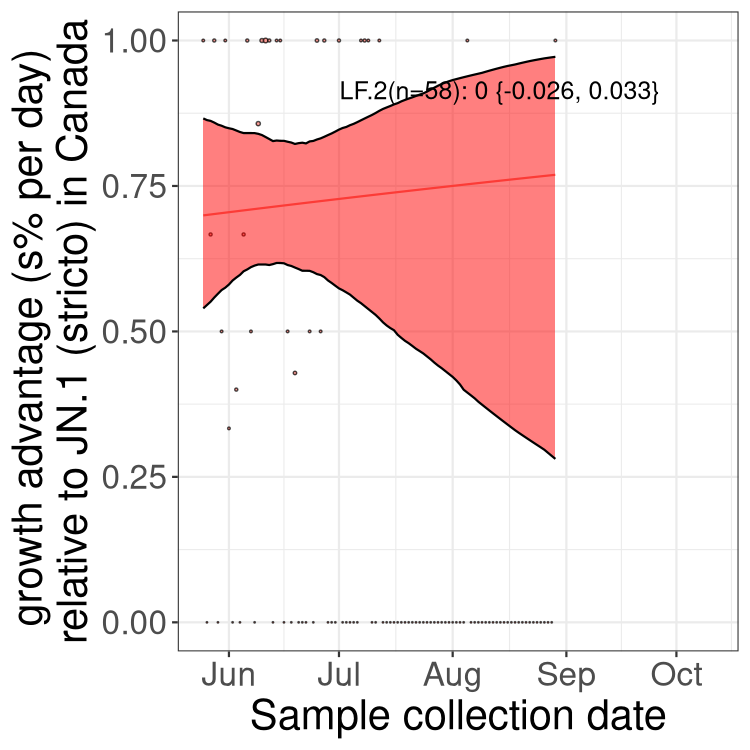 growth advantage (s% per day)
relative to JN.1 (stricto) in Canada
1.00
0.75
0.50
0.25
0.00
LF.2(n=58): 0 {-0.026, 0.033}
Jun Jul Aug Sep Oct
Sample collection date